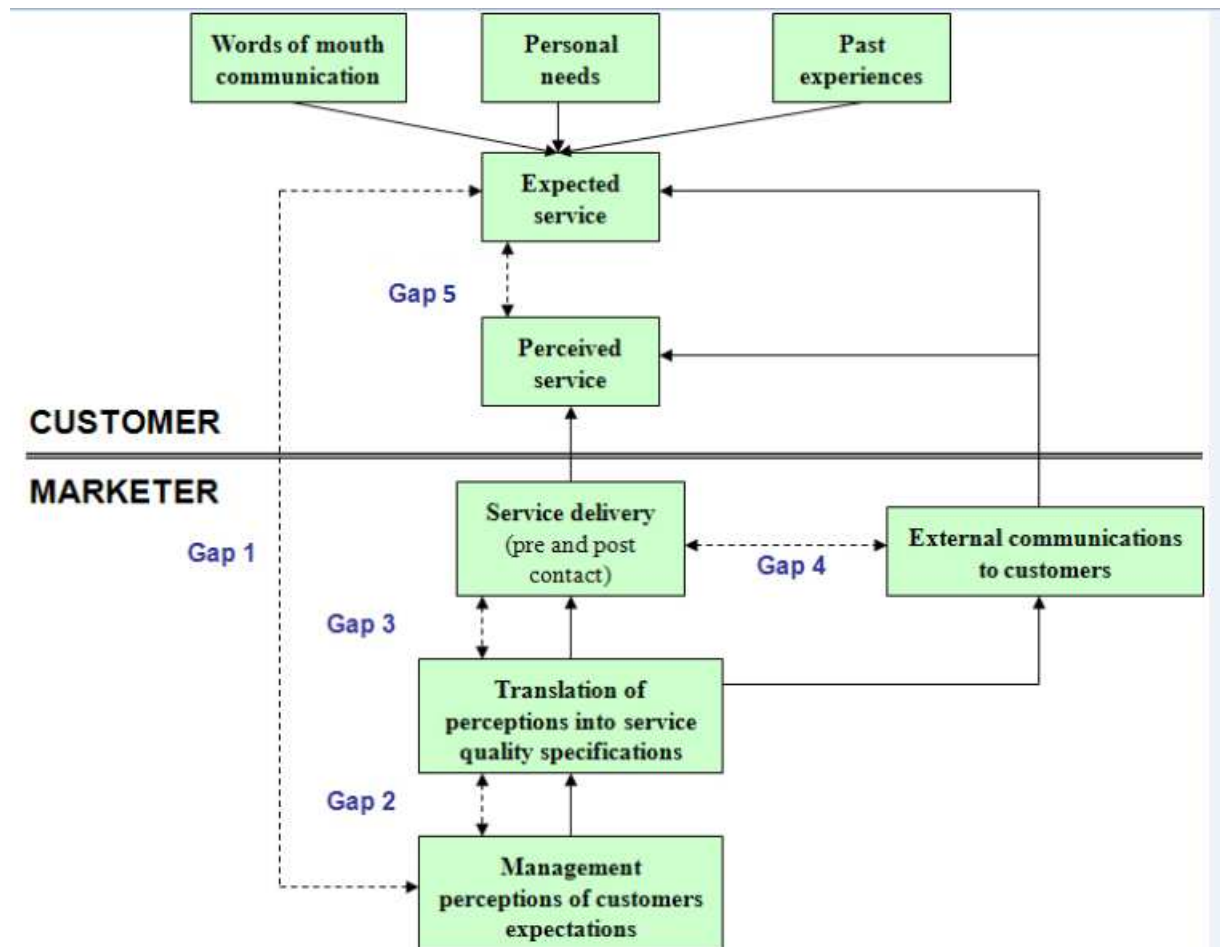 Words of mouth
communication
Personal
needs
Past
experiences
Expected
service
Gap 5
Perceived
service
CUSTOMER
MARKETER
Service delivery
(pre and post
contact)
External communications
to customers
Gap 1
Gap 4
Gap 3
Translation of
perceptions into service
quality specifications
Gap 2
Management
perceptions of customers
expectations